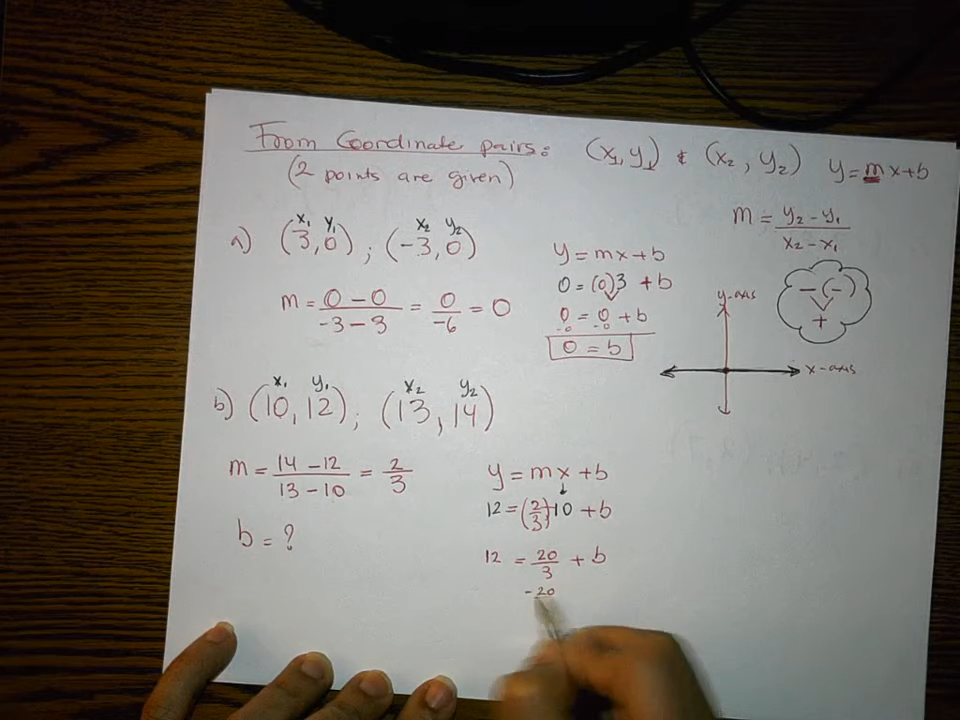 From Coordinate pairs: (x₁, y₁) & (x₂, y₂) y = mx+b
(2 points are given)
m = (y₂ - y₁)/(x₂ - x₁)
a) (3, 0) ; (-3, 0)
x₁ y₁ x₂ y₂
m = (0 - 0)/(-3 - 3) = 0/-6 = 0
y = mx + b
0 = (0)3 + b
0 = 0 + b
-0 -0
0 = b
- (-)
+
y-axis
x-axis
x₁ y₁ x₂ y₂
b) (10, 12) ; (13, 14)
m = (14 - 12)/(13 - 10) = 2/3
b = ?
y = mx + b
12 = (2/3)10 + b
12 = 20/3 + b
-20